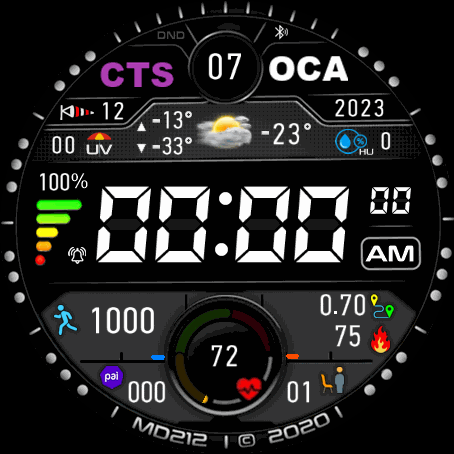 DND
CTS 07 OCA
12 2023
00 UV -13° -33° -23° 0 HU
100%
00:00 00
AM
1000 0.70
75
72
pai 000 01
MD212 | © 2020